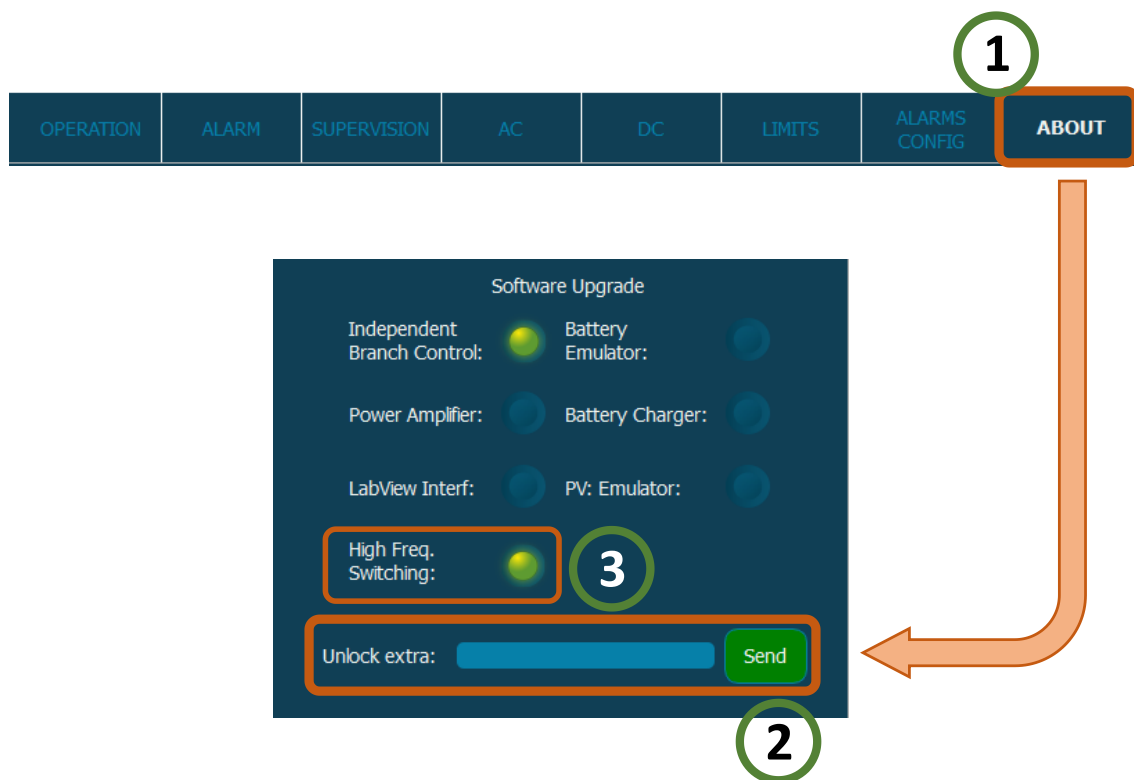 1
OPERATION ALARM SUPERVISION AC DC LIMITS ALARMS CONFIG ABOUT
Software Upgrade
Independent Battery
Branch Control: Emulator:
Power Amplifier: Battery Charger:
LabView Interf: PV: Emulator:
High Freq.
Switching:
3
Unlock extra: Send
2